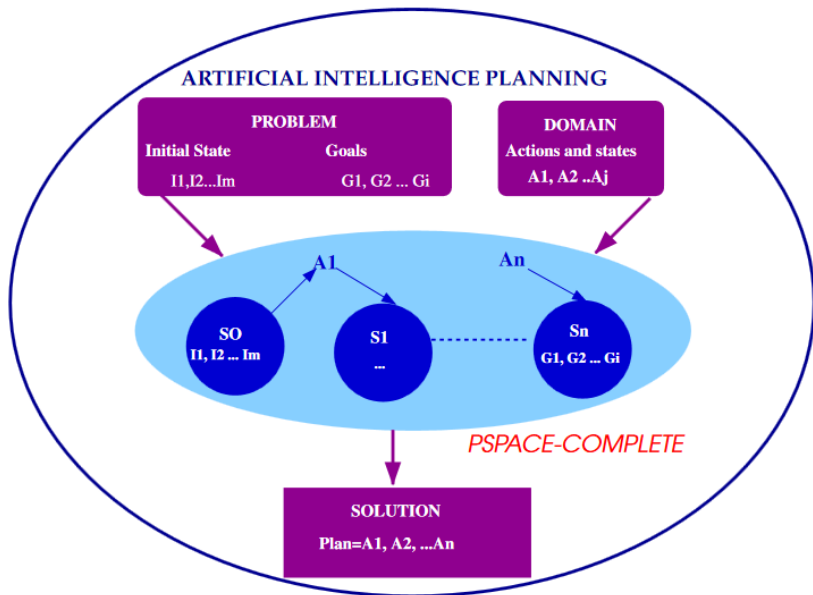 ARTIFICIAL INTELLIGENCE PLANNING
PROBLEM
Initial State Goals
I1,I2...Im G1, G2 ... Gi
DOMAIN
Actions and states
A1, A2 ..Aj
A1
An
SO
I1, I2 ... Im
S1
...
Sn
G1, G2 ... Gi
PSPACE-COMPLETE
SOLUTION
Plan=A1, A2, ...An